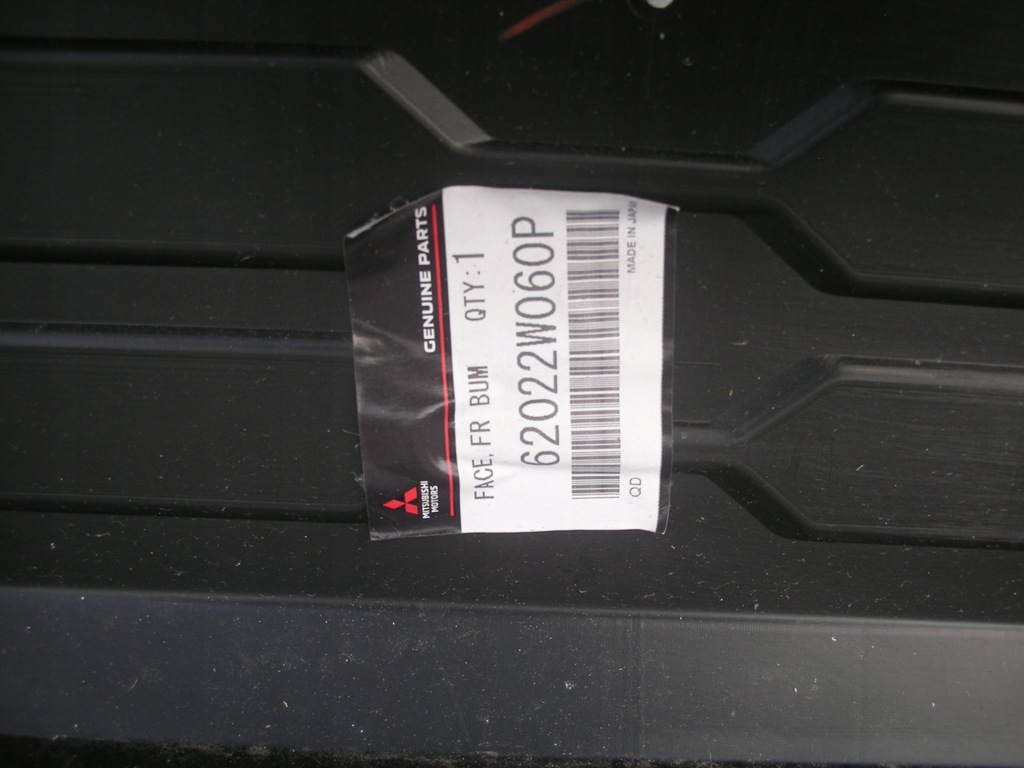 GENUINE PARTS
MITSUBISHI
MOTORS
FACE, FR BUM QTY:1
62022W060P
QD MADE IN JAPAN